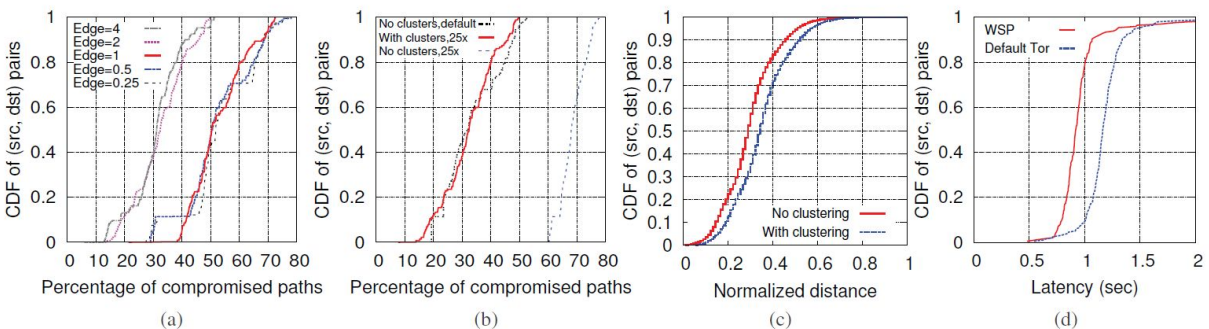 CDF of (src, dst) pairs
1
0.8
0.6
0.4
0.2
0
Edge=4
Edge=2
Edge=1
Edge=0.5
Edge=0.25
0 10 20 30 40 50 60 70 80
Percentage of compromised paths
(a)
CDF of (src, dst) pairs
1
0.8
0.6
0.4
0.2
0
No clusters,default
With clusters,25x
No clusters,25x
0 10 20 30 40 50 60 70 80
Percentage of compromised paths
(b)
CDF of (src, dst) pairs
1
0.9
0.8
0.7
0.6
0.5
0.4
0.3
0.2
0.1
0
No clustering
With clustering
0 0.2 0.4 0.6 0.8 1
Normalized distance
(c)
CDF of (src, dst) pairs
1
0.8
0.6
0.4
0.2
0
WSP
Default Tor
0 0.5 1 1.5 2
Latency (sec)
(d)